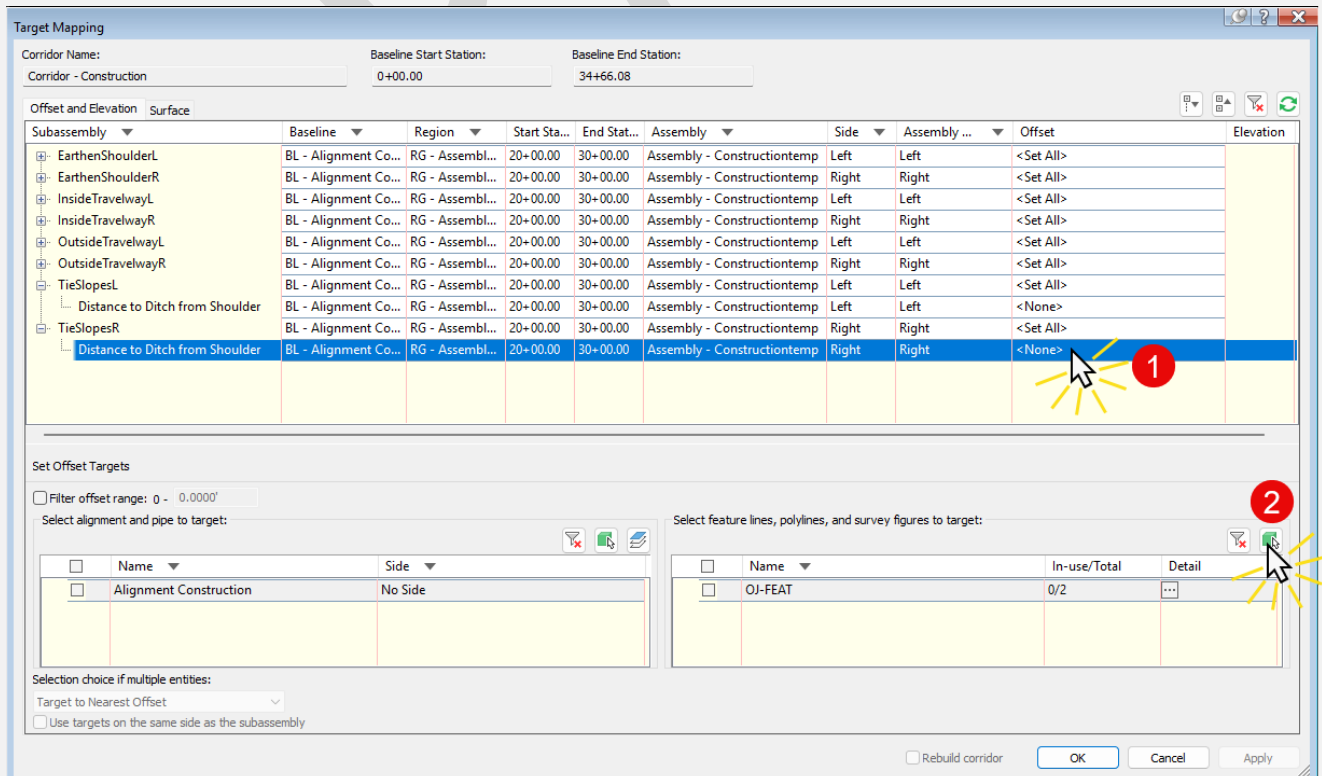 Target Mapping
Corridor Name: Baseline Start Station: Baseline End Station:
Corridor - Construction 0+00.00 34+66.08
Offset and Elevation Surface
Subassembly Baseline Region Start Sta... End Stat... Assembly Side Assembly ... Offset Elevation
EarthenShoulderL BL - Alignment Co... RG - Assembl... 20+00.00 30+00.00 Assembly - Constructiontemp Left Left <Set All>
EarthenShoulderR BL - Alignment Co... RG - Assembl... 20+00.00 30+00.00 Assembly - Constructiontemp Right Right <Set All>
InsideTravelwayL BL - Alignment Co... RG - Assembl... 20+00.00 30+00.00 Assembly - Constructiontemp Left Left <Set All>
InsideTravelwayR BL - Alignment Co... RG - Assembl... 20+00.00 30+00.00 Assembly - Constructiontemp Right Right <Set All>
OutsideTravelwayL BL - Alignment Co... RG - Assembl... 20+00.00 30+00.00 Assembly - Constructiontemp Left Left <Set All>
OutsideTravelwayR BL - Alignment Co... RG - Assembl... 20+00.00 30+00.00 Assembly - Constructiontemp Right Right <Set All>
TieSlopesL BL - Alignment Co... RG - Assembl... 20+00.00 30+00.00 Assembly - Constructiontemp Left Left <Set All>
Distance to Ditch from Shoulder BL - Alignment Co... RG - Assembl... 20+00.00 30+00.00 Assembly - Constructiontemp Left Left <None>
TieSlopesR BL - Alignment Co... RG - Assembl... 20+00.00 30+00.00 Assembly - Constructiontemp Right Right <Set All>
Distance to Ditch from Shoulder BL - Alignment Co... RG - Assembl... 20+00.00 30+00.00 Assembly - Constructiontemp Right Right <None>
1
Set Offset Targets
Filter offset range: 0 - 0.0000'
2
Select alignment and pipe to target: Select feature lines, polylines, and survey figures to target:
Name Side Name In-use/Total Detail
Alignment Construction No Side OJ-FEAT 0/2 ...
Selection choice if multiple entities:
Target to Nearest Offset
Use targets on the same side as the subassembly
Rebuild corridor OK Cancel Apply